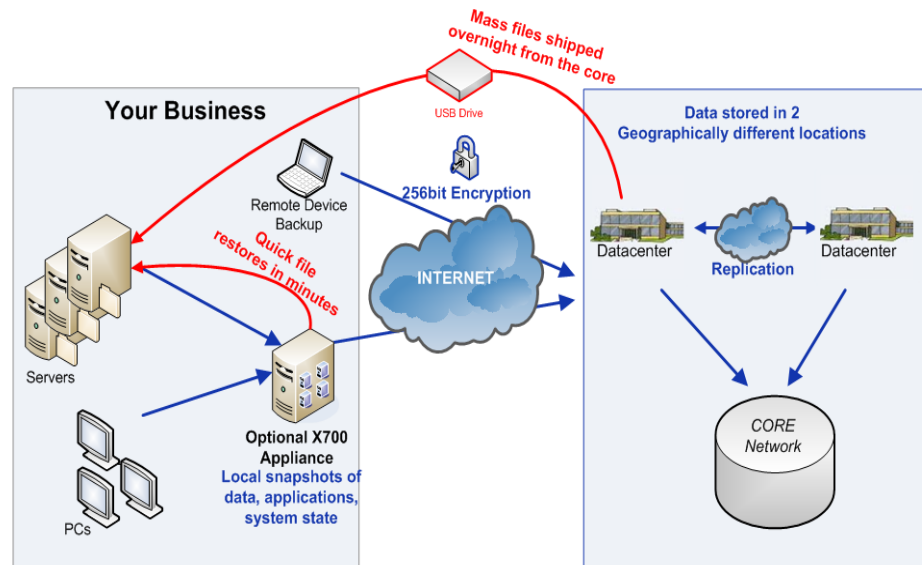 Mass files shipped
overnight from the core
USB Drive
Your Business
Data stored in 2
Geographically different locations
256bit Encryption
Remote Device
Backup
Quick file
restores in minutes
INTERNET
Datacenter
Replication
Datacenter
Servers
Optional X700
Appliance
Local snapshots of
data, applications,
system state
PCs
CORE
Network